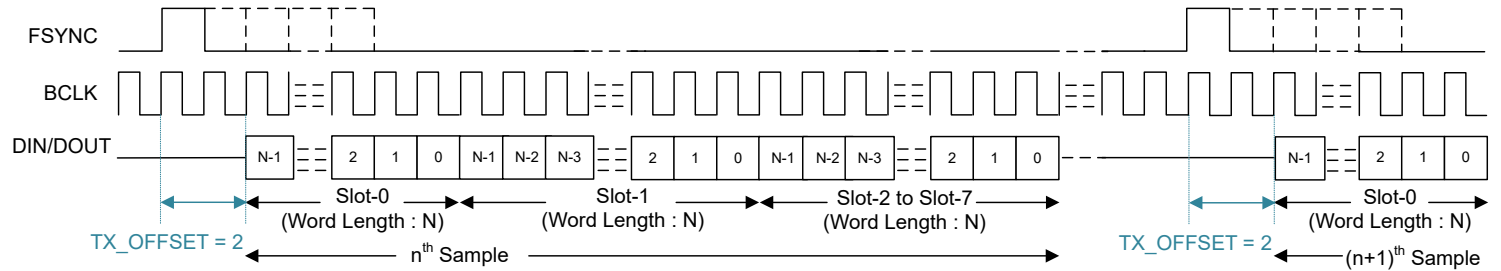 FSYNC
BCLK
DIN/DOUT
N-1 2 1 0 N-1 N-2 N-3 2 1 0 N-1 N-2 N-3 2 1 0 N-1 2 1 0
Slot-0 Slot-1 Slot-2 to Slot-7 Slot-0
(Word Length : N) (Word Length : N) (Word Length : N) (Word Length : N)
TX_OFFSET = 2 TX_OFFSET = 2
nth Sample (n+1)th Sample